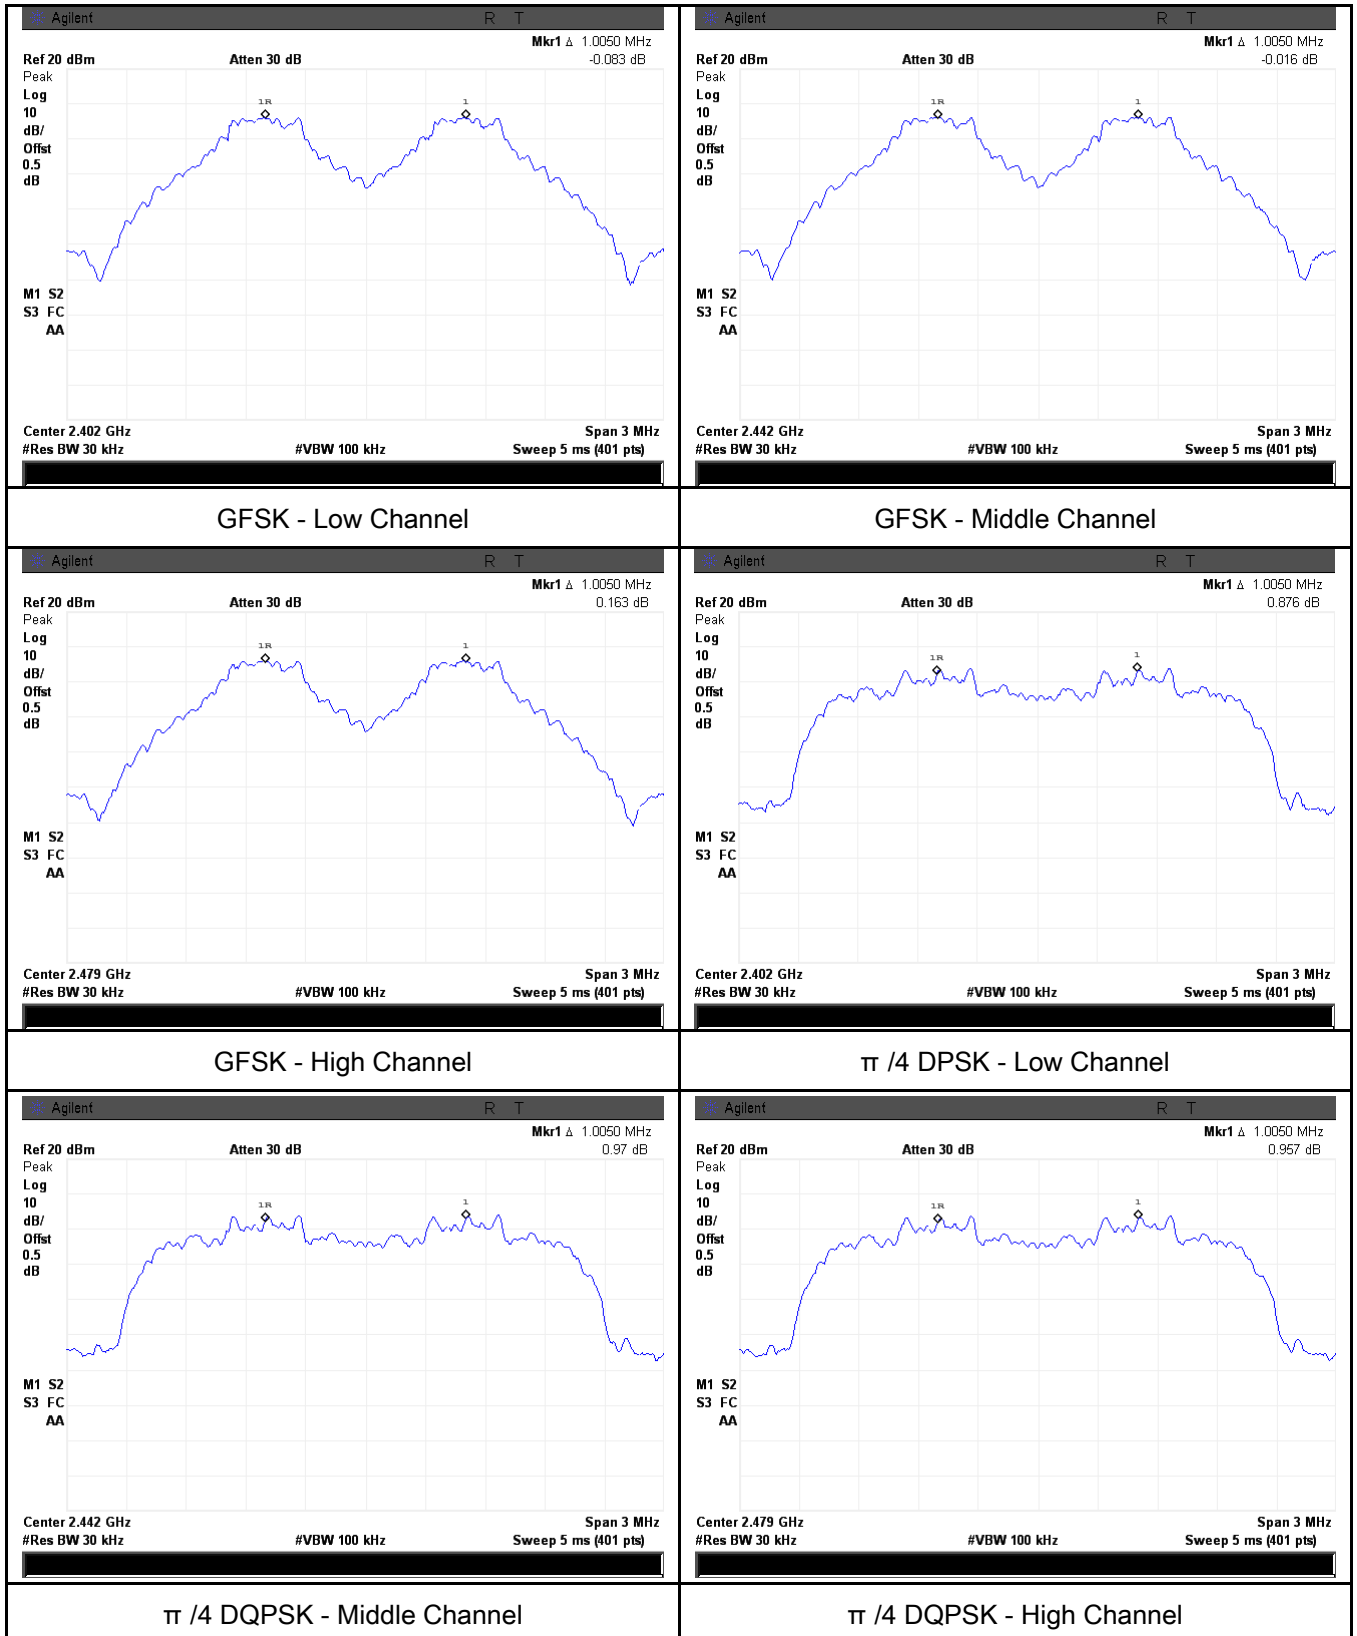 Agilent R T
Mkr1 Δ 1.0050 MHz
Ref 20 dBm Atten 30 dB -0.083 dB
Peak
Log
10
dB/
Offst
0.5
dB
1R 1
M1 S2
S3 FC
AA
Center 2.402 GHz Span 3 MHz
#Res BW 30 kHz #VBW 100 kHz Sweep 5 ms (401 pts)
GFSK - Low Channel
Agilent R T
Mkr1 Δ 1.0050 MHz
Ref 20 dBm Atten 30 dB -0.016 dB
Peak
Log
10
dB/
Offst
0.5
dB
1R 1
M1 S2
S3 FC
AA
Center 2.442 GHz Span 3 MHz
#Res BW 30 kHz #VBW 100 kHz Sweep 5 ms (401 pts)
GFSK - Middle Channel
Agilent R T
Mkr1 Δ 1.0050 MHz
Ref 20 dBm Atten 30 dB 0.163 dB
Peak
Log
10
dB/
Offst
0.5
dB
1R 1
M1 S2
S3 FC
AA
Center 2.479 GHz Span 3 MHz
#Res BW 30 kHz #VBW 100 kHz Sweep 5 ms (401 pts)
GFSK - High Channel
Agilent R T
Mkr1 Δ 1.0050 MHz
Ref 20 dBm Atten 30 dB 0.876 dB
Peak
Log
10
dB/
Offst
0.5
dB
1R 1
M1 S2
S3 FC
AA
Center 2.402 GHz Span 3 MHz
#Res BW 30 kHz #VBW 100 kHz Sweep 5 ms (401 pts)
π /4 DPSK - Low Channel
Agilent R T
Mkr1 Δ 1.0050 MHz
Ref 20 dBm Atten 30 dB 0.97 dB
Peak
Log
10
dB/
Offst
0.5
dB
1R 1
M1 S2
S3 FC
AA
Center 2.442 GHz Span 3 MHz
#Res BW 30 kHz #VBW 100 kHz Sweep 5 ms (401 pts)
π /4 DQPSK - Middle Channel
Agilent R T
Mkr1 Δ 1.0050 MHz
Ref 20 dBm Atten 30 dB 0.957 dB
Peak
Log
10
dB/
Offst
0.5
dB
1R 1
M1 S2
S3 FC
AA
Center 2.479 GHz Span 3 MHz
#Res BW 30 kHz #VBW 100 kHz Sweep 5 ms (401 pts)
π /4 DQPSK - High Channel